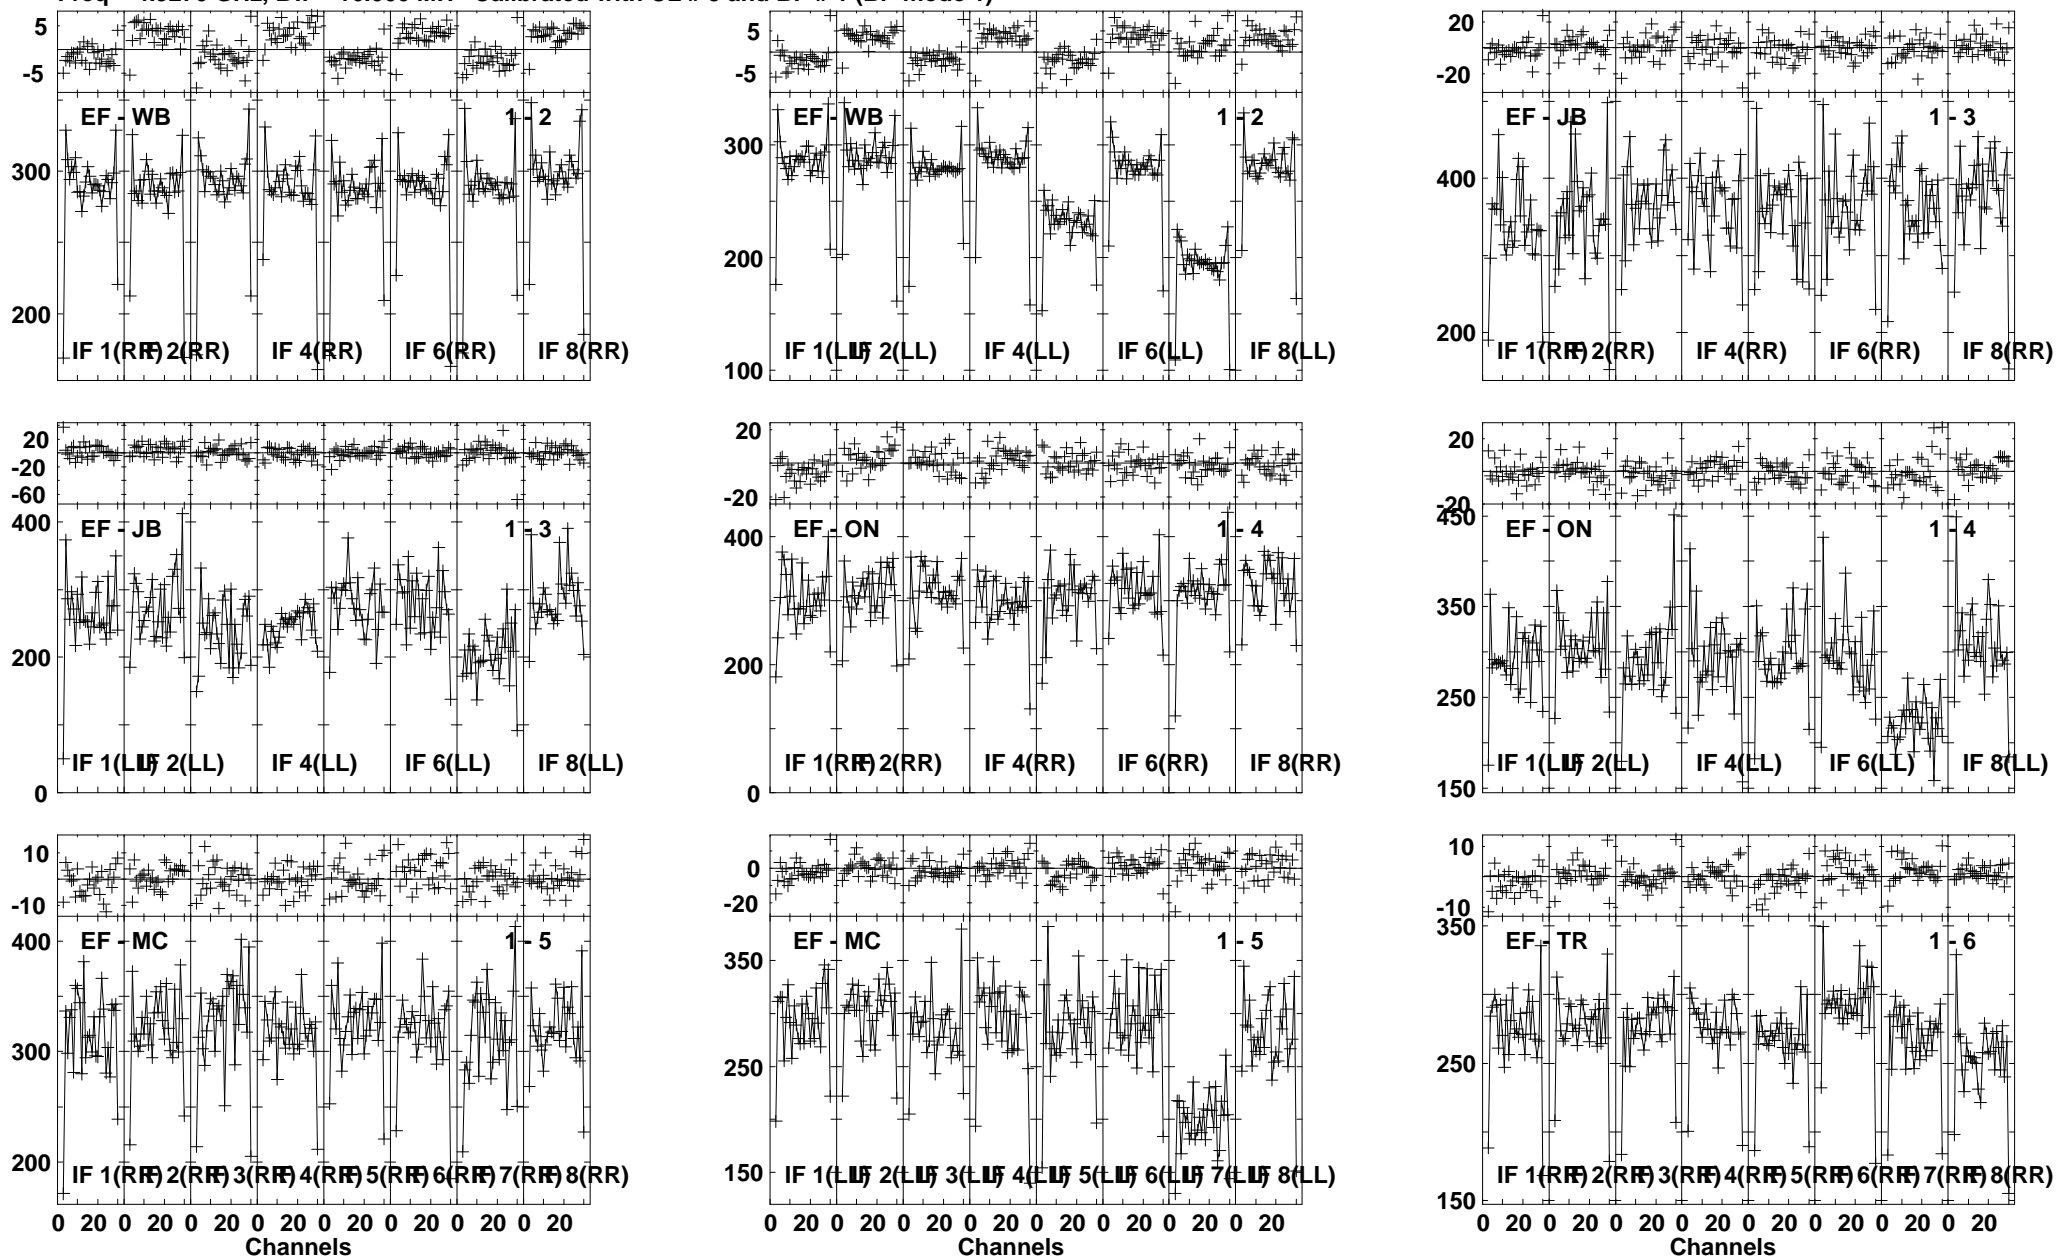 5
-5
300
200
EF - WB
1 - 2
IF 1(RR)
IF 2(RR)
IF 4(RR)
IF 6(RR)
IF 8(RR)
5
-5
300
200
100
EF - WB
1 - 2
IF 1(LL)
IF 2(LL)
IF 4(LL)
IF 6(LL)
IF 8(LL)
20
-20
400
200
EF - JB
1 - 3
IF 1(RR)
IF 2(RR)
IF 4(RR)
IF 6(RR)
IF 8(RR)
20
-20
-60
400
200
0
EF - JB
1 - 3
IF 1(LL)
IF 2(LL)
IF 4(LL)
IF 6(LL)
IF 8(LL)
20
-20
400
200
0
EF - ON
1 - 4
IF 1(RR)
IF 2(RR)
IF 4(RR)
IF 6(RR)
IF 8(RR)
20
-20
450
350
250
150
EF - ON
1 - 4
IF 1(LL)
IF 2(LL)
IF 4(LL)
IF 6(LL)
IF 8(LL)
10
-10
400
300
200
EF - MC
1 - 5
IF 1(RR)
IF 2(RR)
IF 3(RR)
IF 4(RR)
IF 5(RR)
IF 6(RR)
IF 7(RR)
IF 8(RR)
0 20 0 20 0 20 0 20 0 20 0 20 0 20 0 20
Channels
0
-20
350
250
150
EF - MC
1 - 5
IF 1(LL)
IF 2(LL)
IF 3(LL)
IF 4(LL)
IF 5(LL)
IF 6(LL)
IF 7(LL)
IF 8(LL)
0 20 0 20 0 20 0 20 0 20 0 20 0 20 0 20
Channels
10
-10
350
250
150
EF - TR
1 - 6
IF 1(RR)
IF 2(RR)
IF 3(RR)
IF 4(RR)
IF 5(RR)
IF 6(RR)
IF 7(RR)
IF 8(RR)
0 20 0 20 0 20 0 20 0 20 0 20 0 20 0 20
Channels